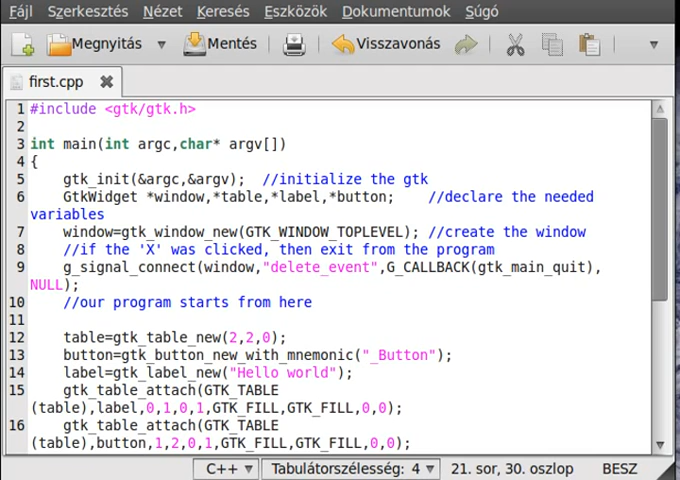 Fájl Szerkesztés Nézet Keresés Eszközök Dokumentumok Súgó
Megnyitás Mentés Visszavonás
first.cpp
1 #include <gtk/gtk.h>
2
3 int main(int argc,char* argv[])
4 {
5 gtk_init(&argc,&argv); //initialize the gtk
6 GtkWidget *window,*table,*label,*button; //declare the needed
variables
7 window=gtk_window_new(GTK_WINDOW_TOPLEVEL); //create the window
8 //if the 'X' was clicked, then exit from the program
9 g_signal_connect(window,"delete_event",G_CALLBACK(gtk_main_quit),
NULL);
10 //our program starts from here
11
12 table=gtk_table_new(2,2,0);
13 button=gtk_button_new_with_mnemonic("_Button");
14 label=gtk_label_new("Hello world");
15 gtk_table_attach(GTK_TABLE
(table),label,0,1,0,1,GTK_FILL,GTK_FILL,0,0);
16 gtk_table_attach(GTK_TABLE
(table),button,1,2,0,1,GTK_FILL,GTK_FILL,0,0);
C++ Tabulátorszélesség: 4 21. sor, 30. oszlop BESZ